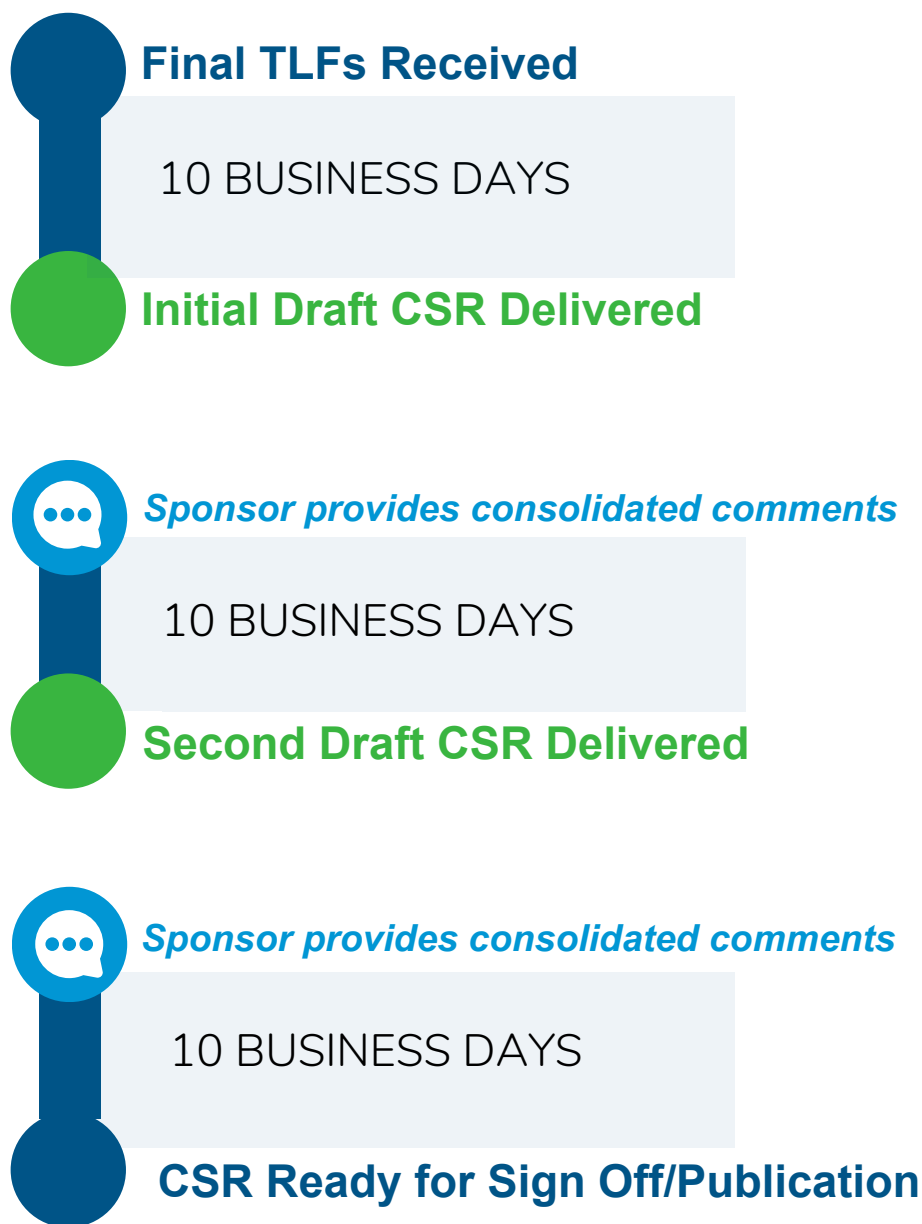 Final TLFs Received
10 BUSINESS DAYS
Initial Draft CSR Delivered
Sponsor provides consolidated comments
10 BUSINESS DAYS
Second Draft CSR Delivered
Sponsor provides consolidated comments
10 BUSINESS DAYS
CSR Ready for Sign Off/Publication